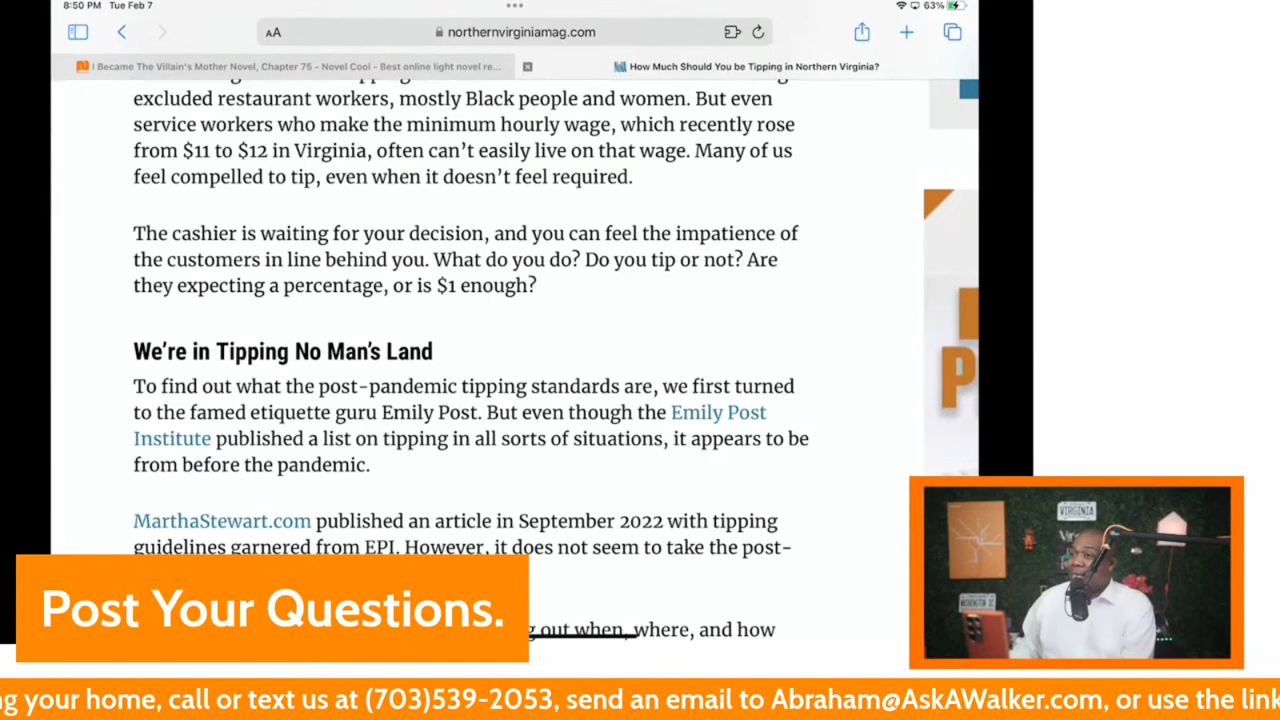 8:50 PM Tue Feb 7
63%
AA
northernvirginiamag.com
I Became The Villain's Mother Novel, Chapter 75 - Novel Cool - Best online light novel re...
How Much Should You be Tipping in Northern Virginia?
excluded restaurant workers, mostly Black people and women. But even
service workers who make the minimum hourly wage, which recently rose
from $11 to $12 in Virginia, often can’t easily live on that wage. Many of us
feel compelled to tip, even when it doesn’t feel required.
The cashier is waiting for your decision, and you can feel the impatience of
the customers in line behind you. What do you do? Do you tip or not? Are
they expecting a percentage, or is $1 enough?
We’re in Tipping No Man’s Land
To find out what the post-pandemic tipping standards are, we first turned
to the famed etiquette guru Emily Post. But even though the Emily Post
Institute published a list on tipping in all sorts of situations, it appears to be
from before the pandemic.
MarthaStewart.com published an article in September 2022 with tipping
guidelines garnered from EPI. However, it does not seem to take the post-
out when, where, and how
P
VIRGINIA
WASHINGTON DC
Post Your Questions.
ng your home, call or text us at (703)539-2053, send an email to Abraham@AskAWalker.com, or use the link